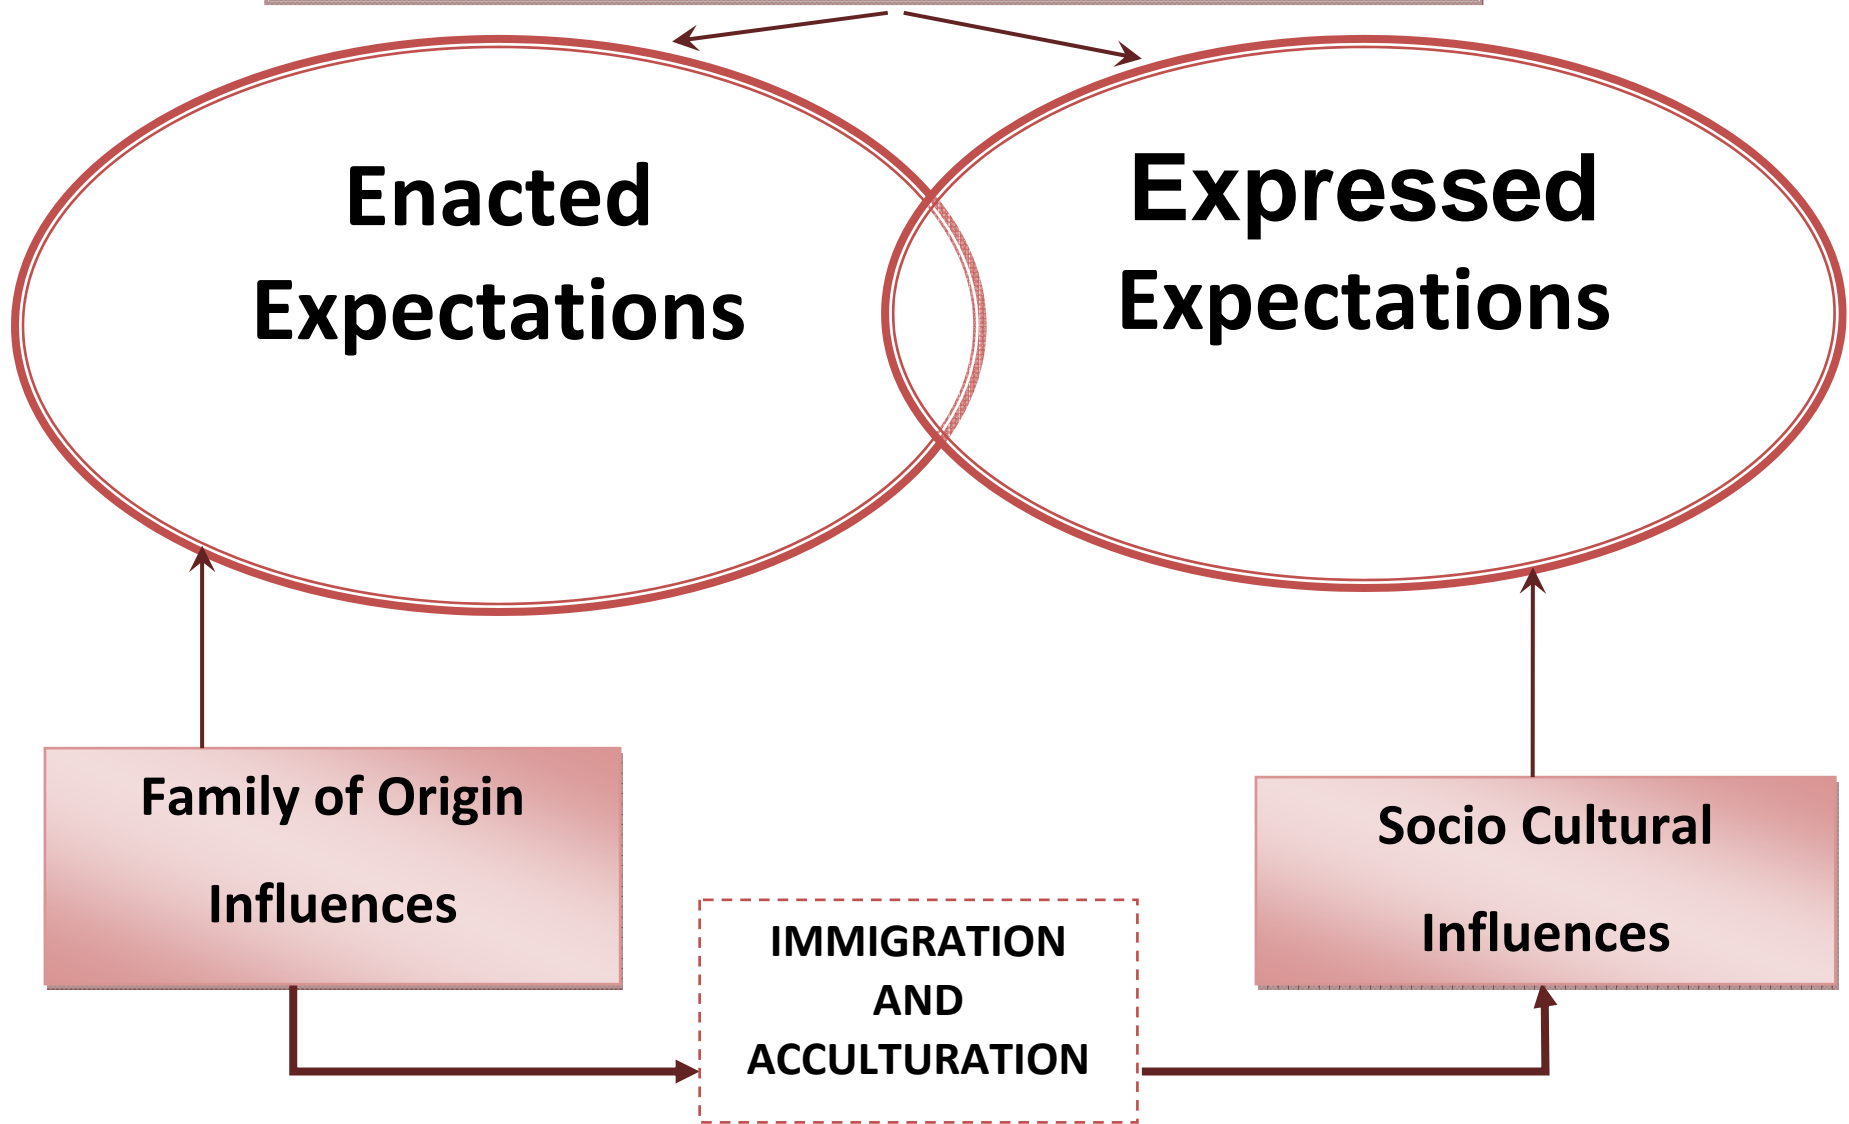 Enacted
Expectations
Expressed
Expectations
Family of Origin
Influences
Socio Cultural
Influences
IMMIGRATION
AND
ACCULTURATION